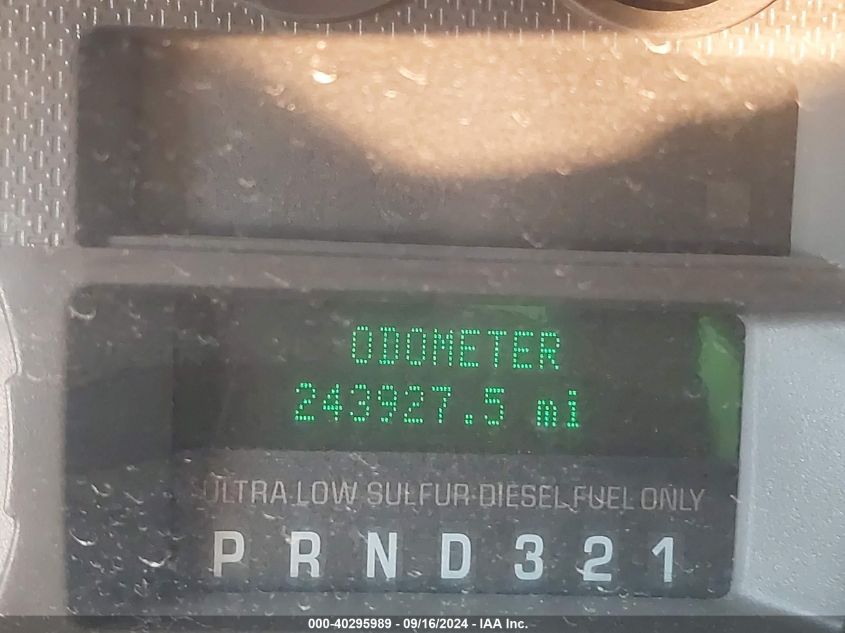 ODOMETER
243927.5 mi
ULTRA LOW SULFUR DIESEL FUEL ONLY
P R N D 3 2 1
000-40295989 - 09/16/2024 - IAA Inc.